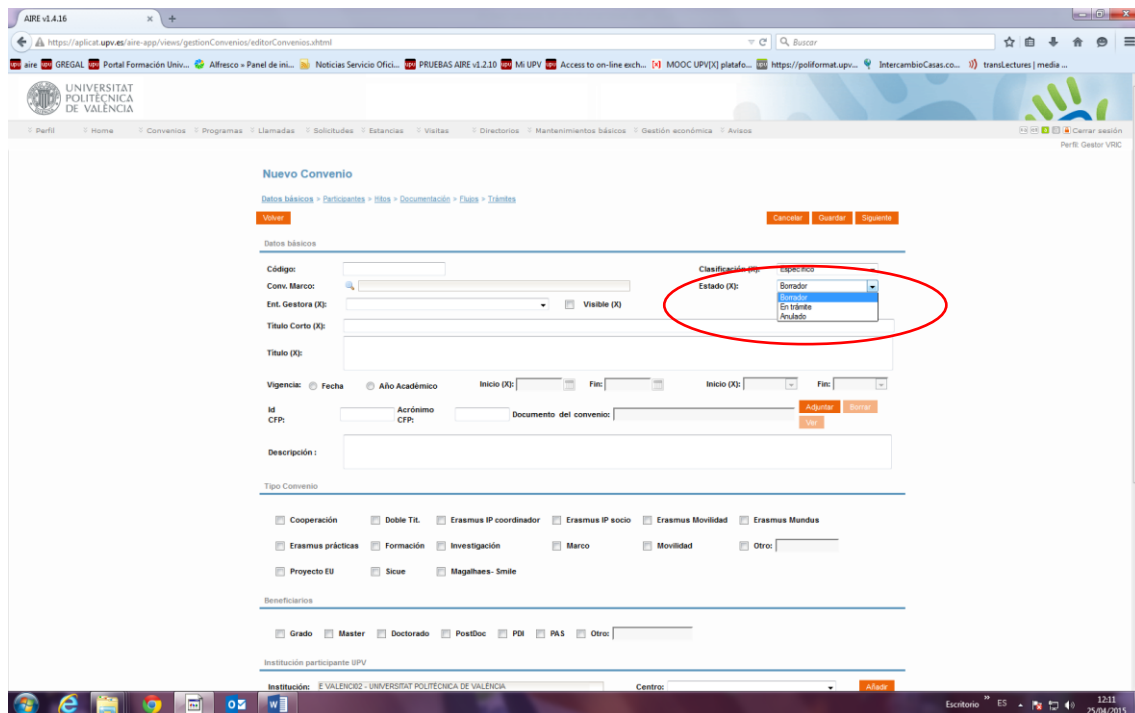 AIRE v1.4.16
https://aplicat.upv.es/aire-app/views/gestionConvenios/editorConvenios.xhtml
Buscar
upv aire upv GREGAL upv Portal Formación Univ... Alfresco » Panel de ini... Noticias Servicio Ofici... upv PRUEBAS AIRE v1.2.10 upv Mi UPV upv Access to on-line exch... [•] MOOC UPV[X] platafo... https://poliformat.upv... IntercambioCasas.co... transLectures | media ...
UNIVERSITAT
POLITÈCNICA
DE VALÈNCIA
Perfil Home Convenios Programas Llamadas Solicitudes Estancias Visitas Directorios Mantenimientos básicos Gestión económica Avisos Cerrar sesión
Perfil: Gestor VRIC
Nuevo Convenio
Datos básicos > Participantes > Hitos > Documentación > Flujos > Trámites
Volver Cancelar Guardar Siguiente
Datos básicos
Código: Clasificación (X): Específico
Conv. Marco: Estado (X): Borrador
Borrador
En trámite
Anulado
Ent. Gestora (X): Visible (X)
Título Corto (X):
Título (X):
Vigencia: Fecha Año Académico Inicio (X): Fin: Inicio (X): Fin:
Id CFP: Acrónimo CFP: Documento del convenio: Adjuntar Borrar
Ver
Descripción :
Tipo Convenio
Cooperación Doble Tit. Erasmus IP coordinador Erasmus IP socio Erasmus Movilidad Erasmus Mundus
Erasmus prácticas Formación Investigación Marco Movilidad Otro:
Proyecto EU Sicue Magalhaes- Smile
Beneficiarios
Grado Master Doctorado PostDoc PDI PAS Otro:
Institución participante UPV
Institución: E VALENCI02 - UNIVERSITAT POLITÈCNICA DE VALÈNCIA Centro: Añadir
Escritorio » ES 12:11
25/04/2015